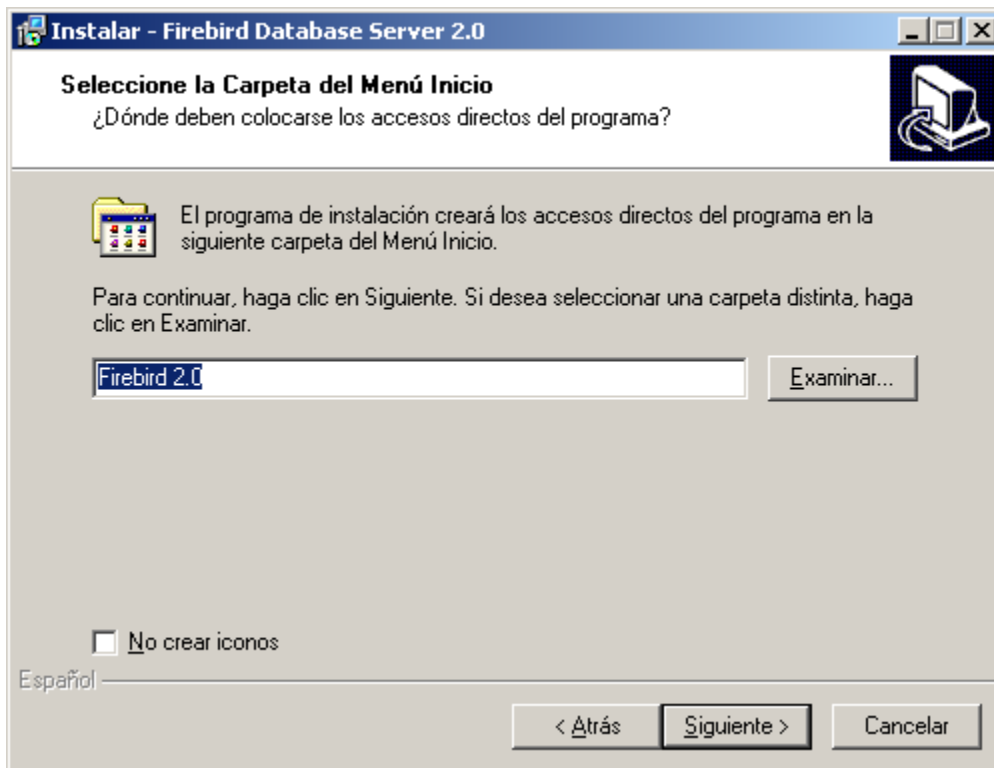 Instalar - Firebird Database Server 2.0
Seleccione la Carpeta del Menú Inicio
¿Dónde deben colocarse los accesos directos del programa?
El programa de instalación creará los accesos directos del programa en la
siguiente carpeta del Menú Inicio.
Para continuar, haga clic en Siguiente. Si desea seleccionar una carpeta distinta, haga
clic en Examinar.
Firebird 2.0
Examinar...
No crear iconos
Español
< Atrás
Siguiente >
Cancelar